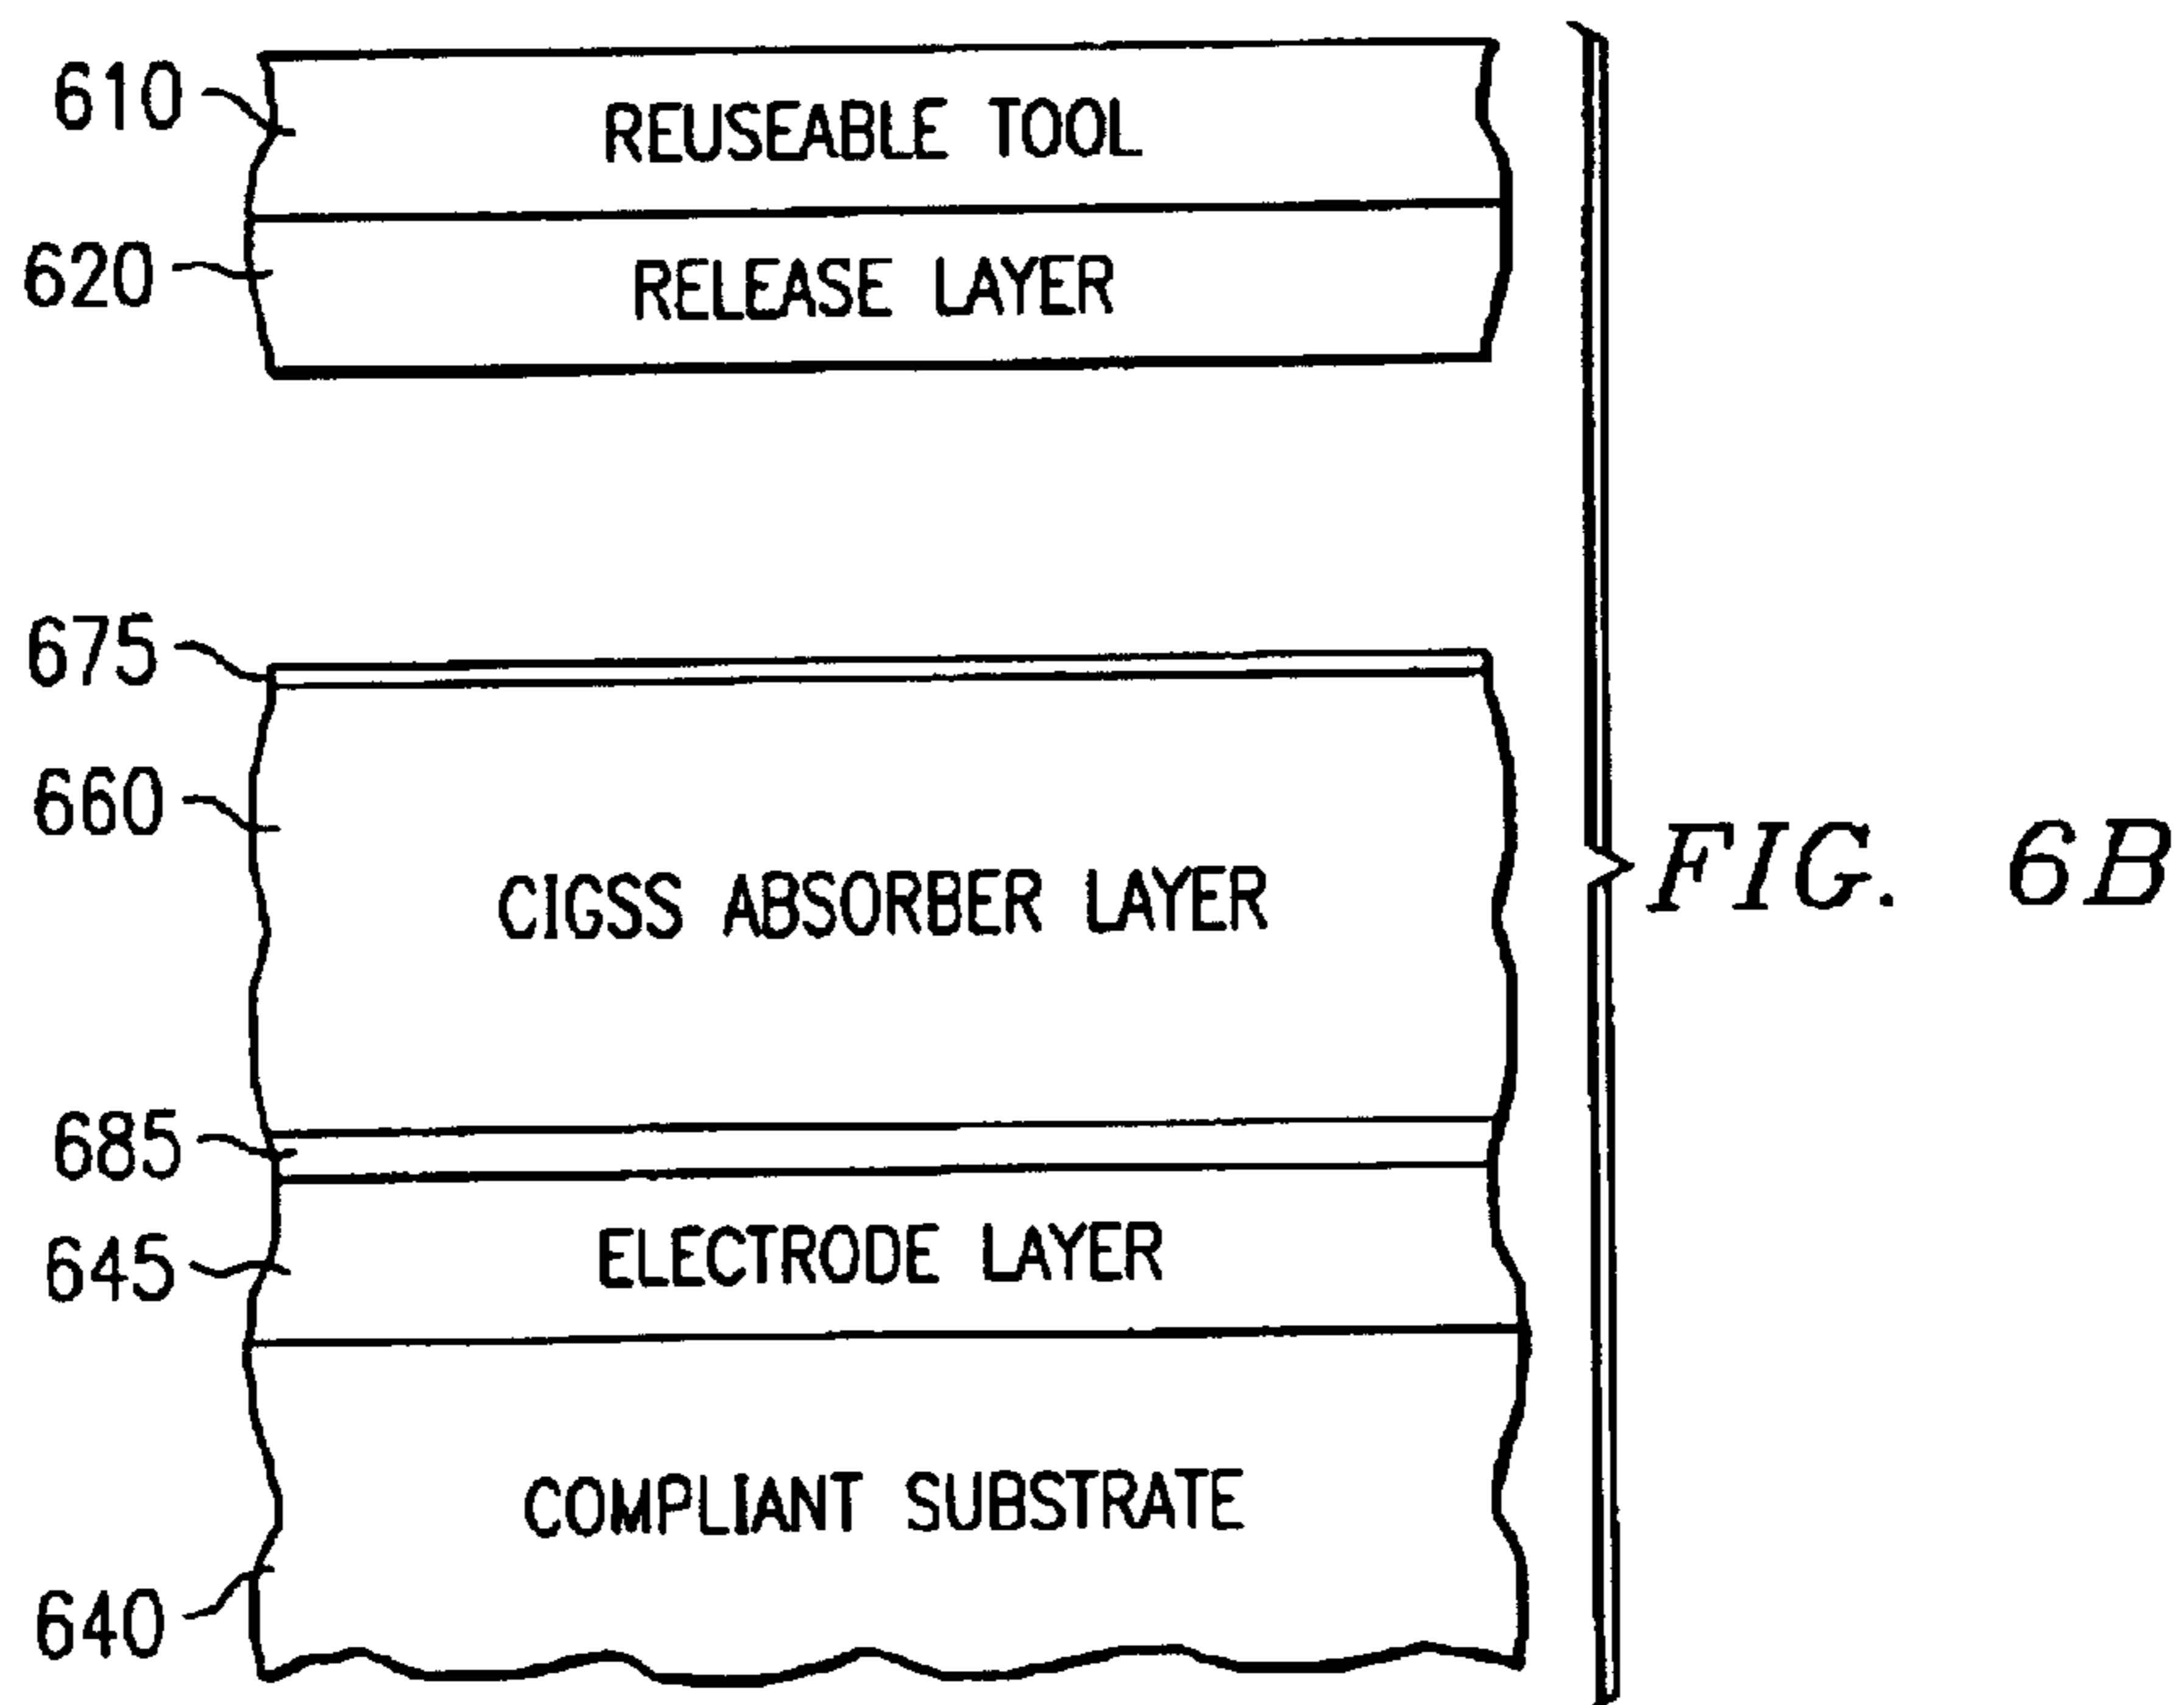 610
REUSEABLE TOOL
620
RELEASE LAYER
675
660
CIGSS ABSORBER LAYER
685
645
ELECTRODE LAYER
COMPLIANT SUBSTRATE
640
FIG. 6B